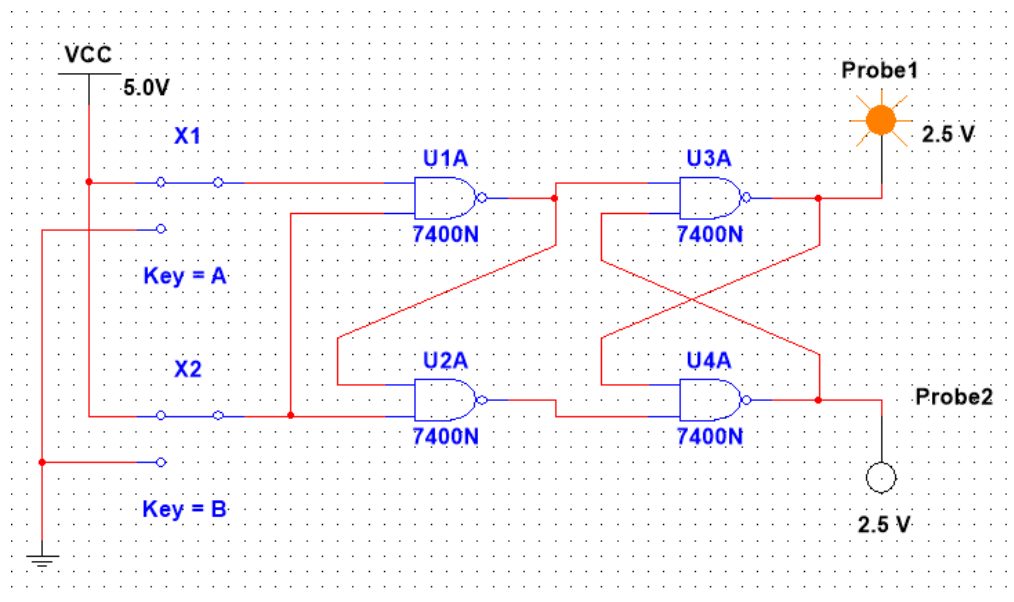 VCC
5.0V
X1
Key = A
X2
Key = B
U1A
7400N
U2A
7400N
U3A
7400N
U4A
7400N
Probe1
2.5 V
Probe2
2.5 V